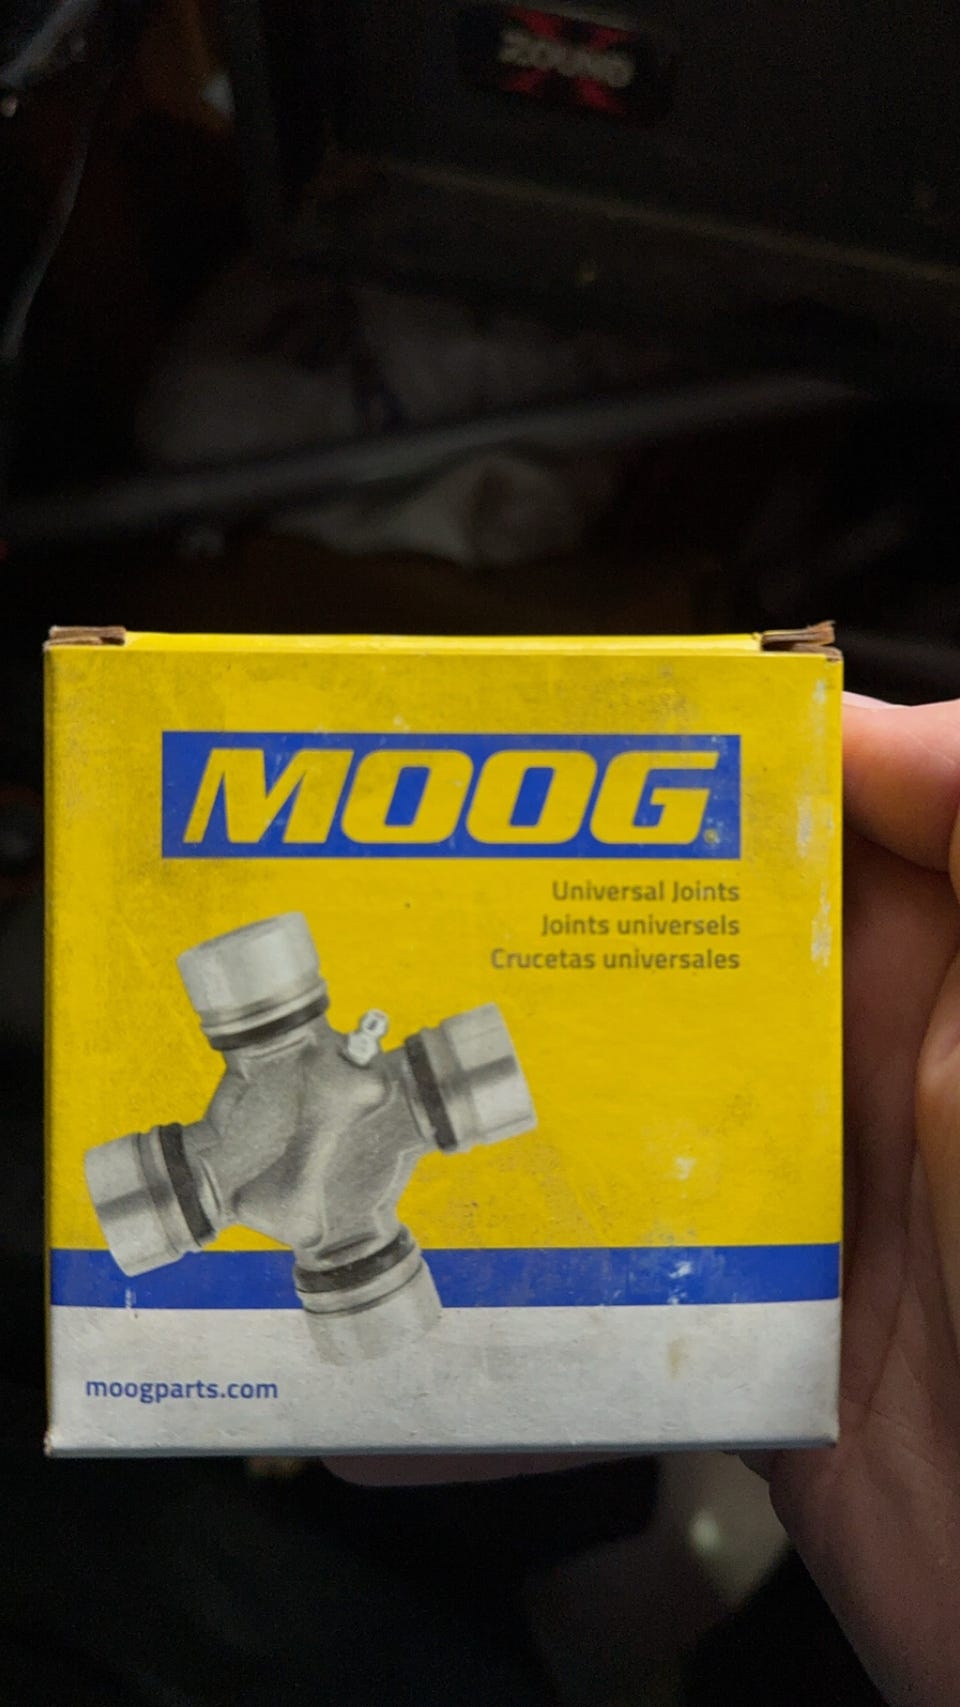 MOOG
Universal Joints
Joints universels
Crucetas universales
moogparts.com